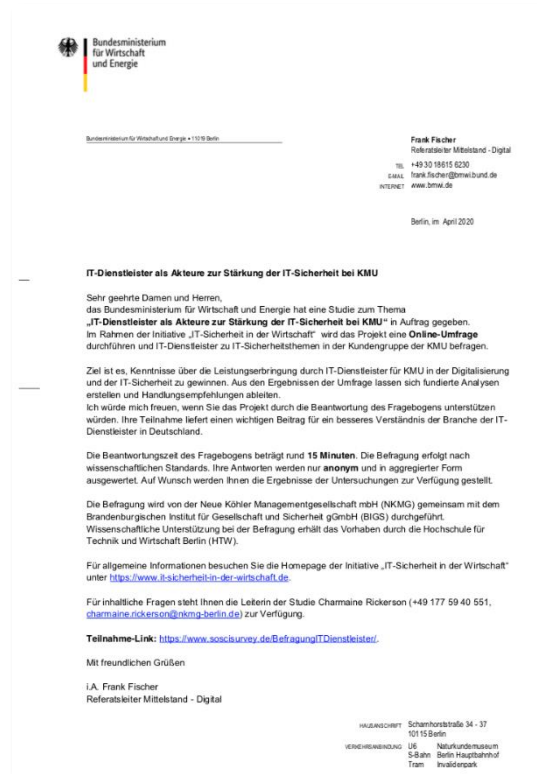 Bundesministerium
für Wirtschaft
und Energie
Bundesministerium für Wirtschaft und Energie • 11019 Berlin
Frank Fischer
Referatsleiter Mittelstand - Digital
TEL +49 30 18615 6230
E-MAIL frank.fischer@bmwi.bund.de
INTERNET www.bmwi.de
Berlin, im April 2020
IT-Dienstleister als Akteure zur Stärkung der IT-Sicherheit bei KMU
Sehr geehrte Damen und Herren,
das Bundesministerium für Wirtschaft und Energie hat eine Studie zum Thema
„IT-Dienstleister als Akteure zur Stärkung der IT-Sicherheit bei KMU“ in Auftrag gegeben.
Im Rahmen der Initiative „IT-Sicherheit in der Wirtschaft“ wird das Projekt eine Online-Umfrage
durchführen und IT-Dienstleister zu IT-Sicherheitsthemen in der Kundengruppe der KMU befragen.
Ziel ist es, Kenntnisse über die Leistungserbringung durch IT-Dienstleister für KMU in der Digitalisierung
und der IT-Sicherheit zu gewinnen. Aus den Ergebnissen der Umfrage lassen sich fundierte Analysen
erstellen und Handlungsempfehlungen ableiten.
Ich würde mich freuen, wenn Sie das Projekt durch die Beantwortung des Fragebogens unterstützen
würden. Ihre Teilnahme liefert einen wichtigen Beitrag für ein besseres Verständnis der Branche der IT-
Dienstleister in Deutschland.
Die Beantwortungszeit des Fragebogens beträgt rund 15 Minuten. Die Befragung erfolgt nach
wissenschaftlichen Standards. Ihre Antworten werden nur anonym und in aggregierter Form
ausgewertet. Auf Wunsch werden Ihnen die Ergebnisse der Untersuchungen zur Verfügung gestellt.
Die Befragung wird von der Neue Köhler Managementgesellschaft mbH (NKMG) gemeinsam mit dem
Brandenburgischen Institut für Gesellschaft und Sicherheit gGmbH (BIGS) durchgeführt.
Wissenschaftliche Unterstützung bei der Befragung erhält das Vorhaben durch die Hochschule für
Technik und Wirtschaft Berlin (HTW).
Für allgemeine Informationen besuchen Sie die Homepage der Initiative „IT-Sicherheit in der Wirtschaft“
unter https://www.it-sicherheit-in-der-wirtschaft.de.
Für inhaltliche Fragen steht Ihnen die Leiterin der Studie Charmaine Rickerson (+49 177 59 40 551,
charmaine.rickerson@nkmg-berlin.de) zur Verfügung.
Teilnahme-Link: https://www.soscisurvey.de/BefragungITDienstleister/.
Mit freundlichen Grüßen
i.A. Frank Fischer
Referatsleiter Mittelstand - Digital
HAUSANSCHRIFT Scharnhorststraße 34 - 37
10115 Berlin
VERKEHRSANBINDUNG U6 Naturkundemuseum
S-Bahn Berlin Hauptbahnhof
Tram Invalidenpark